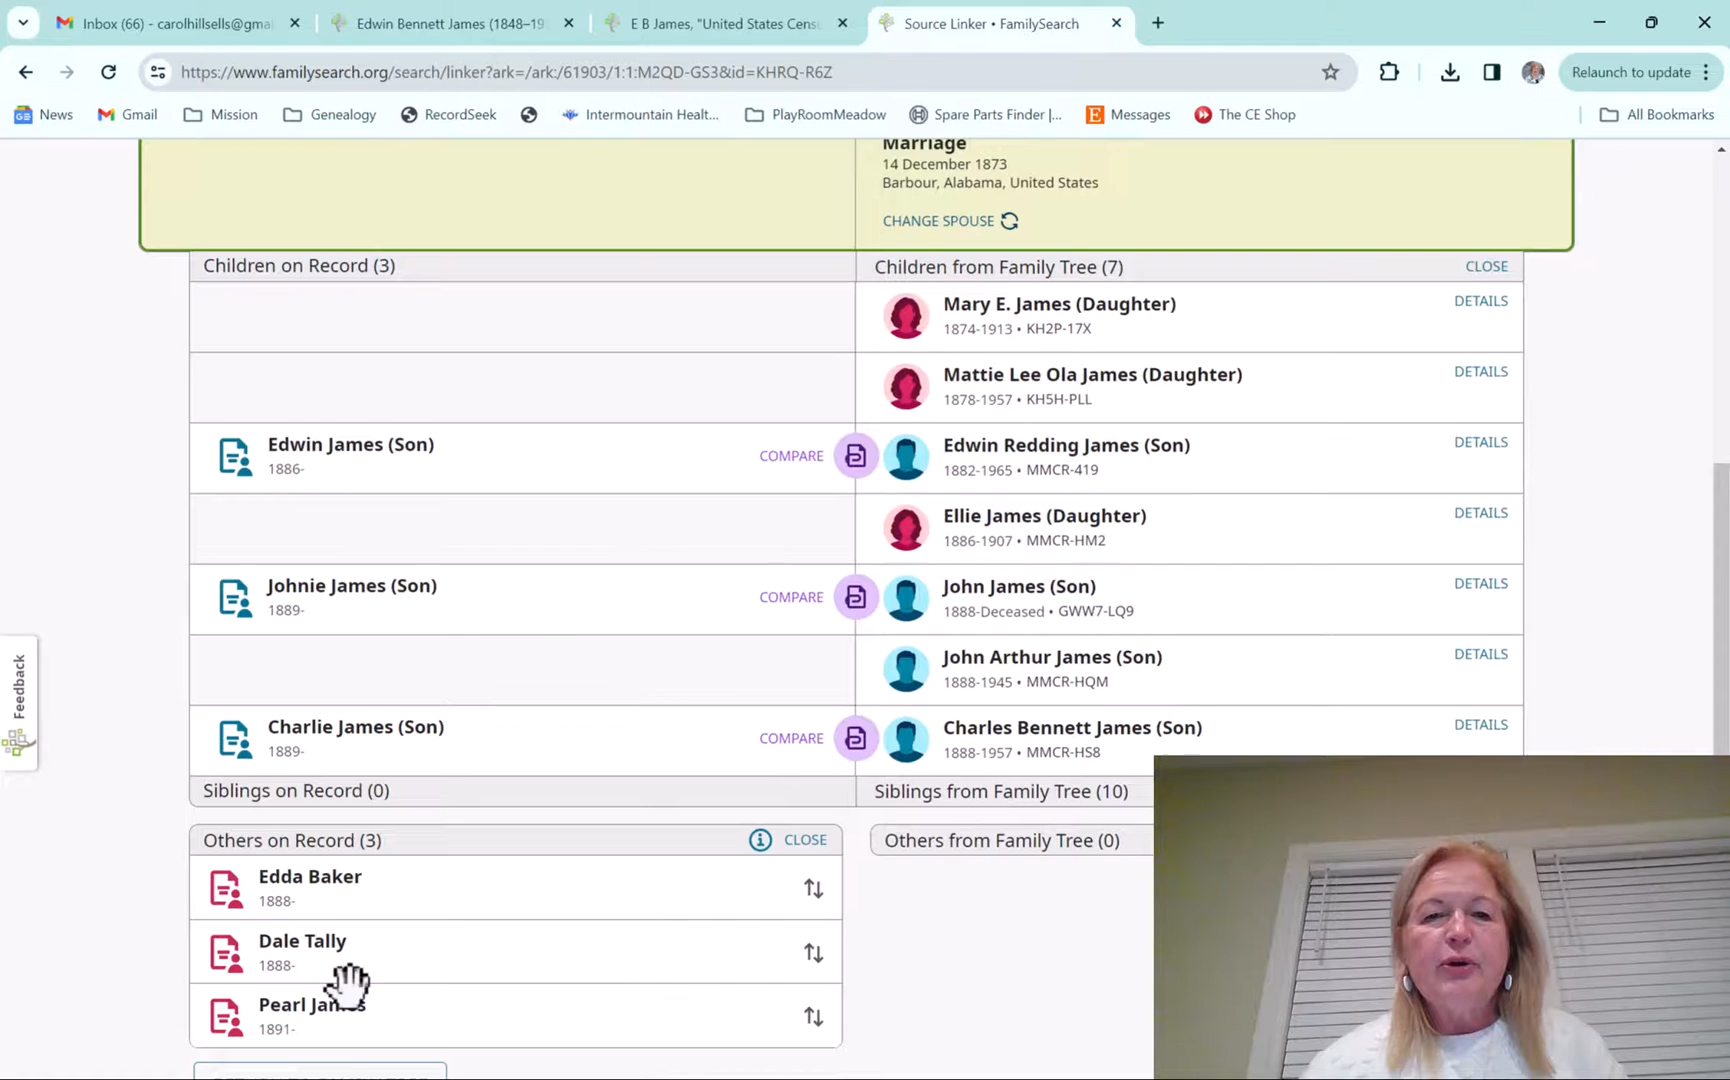 Inbox (66) - carolhillsells@gma
Edwin Bennett James (1848–19
E B James, "United States Cens
Source Linker • FamilySearch
https://www.familysearch.org/search/linker?ark=/ark:/61903/1:1:M2QD-GS3&id=KHRQ-R6Z
Relaunch to update
News
Gmail
Mission
Genealogy
RecordSeek
Intermountain Healt...
PlayRoomMeadow
Spare Parts Finder |...
Messages
The CE Shop
All Bookmarks
Marriage
14 December 1873
Barbour, Alabama, United States
CHANGE SPOUSE
Children on Record (3)
Children from Family Tree (7)
CLOSE
Mary E. James (Daughter)
1874-1913 • KH2P-17X
DETAILS
Mattie Lee Ola James (Daughter)
1878-1957 • KH5H-PLL
DETAILS
Edwin James (Son)
1886-
COMPARE
Edwin Redding James (Son)
1882-1965 • MMCR-419
DETAILS
Ellie James (Daughter)
1886-1907 • MMCR-HM2
DETAILS
Johnie James (Son)
1889-
COMPARE
John James (Son)
1888-Deceased • GWW7-LQ9
DETAILS
John Arthur James (Son)
1888-1945 • MMCR-HQM
DETAILS
Charlie James (Son)
1889-
COMPARE
Charles Bennett James (Son)
1888-1957 • MMCR-HS8
DETAILS
Feedback
Siblings on Record (0)
Siblings from Family Tree (10)
Others on Record (3)
CLOSE
Others from Family Tree (0)
Edda Baker
1888-
Dale Tally
1888-
Pearl James
1891-